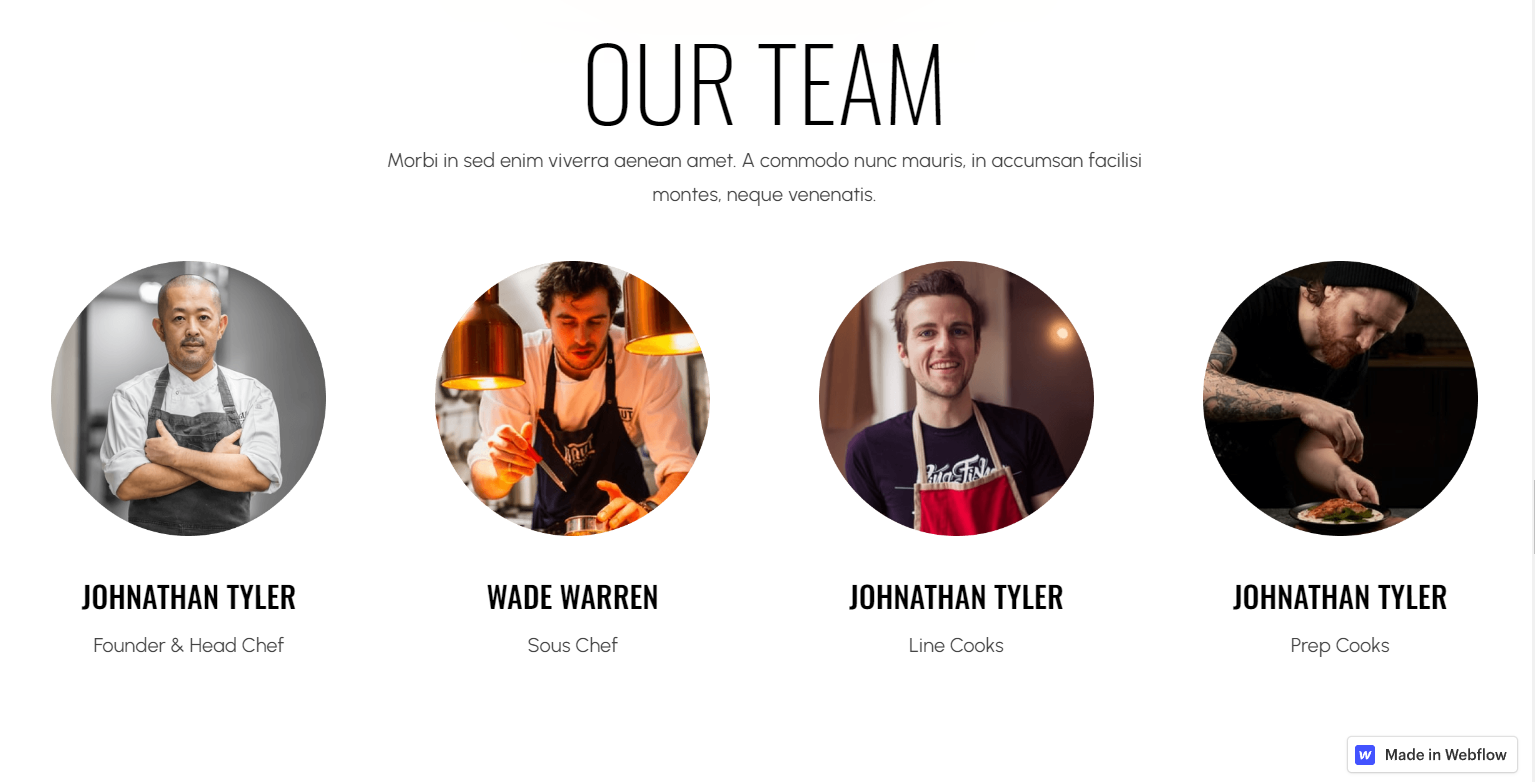 OUR TEAM
Morbi in sed enim viverra aenean amet. A commodo nunc mauris, in accumsan facilisi
montes, neque venenatis.
JOHNATHAN TYLER
WADE WARREN
JOHNATHAN TYLER
JOHNATHAN TYLER
Founder & Head Chef
Sous Chef
Line Cooks
Prep Cooks
Made in Webflow